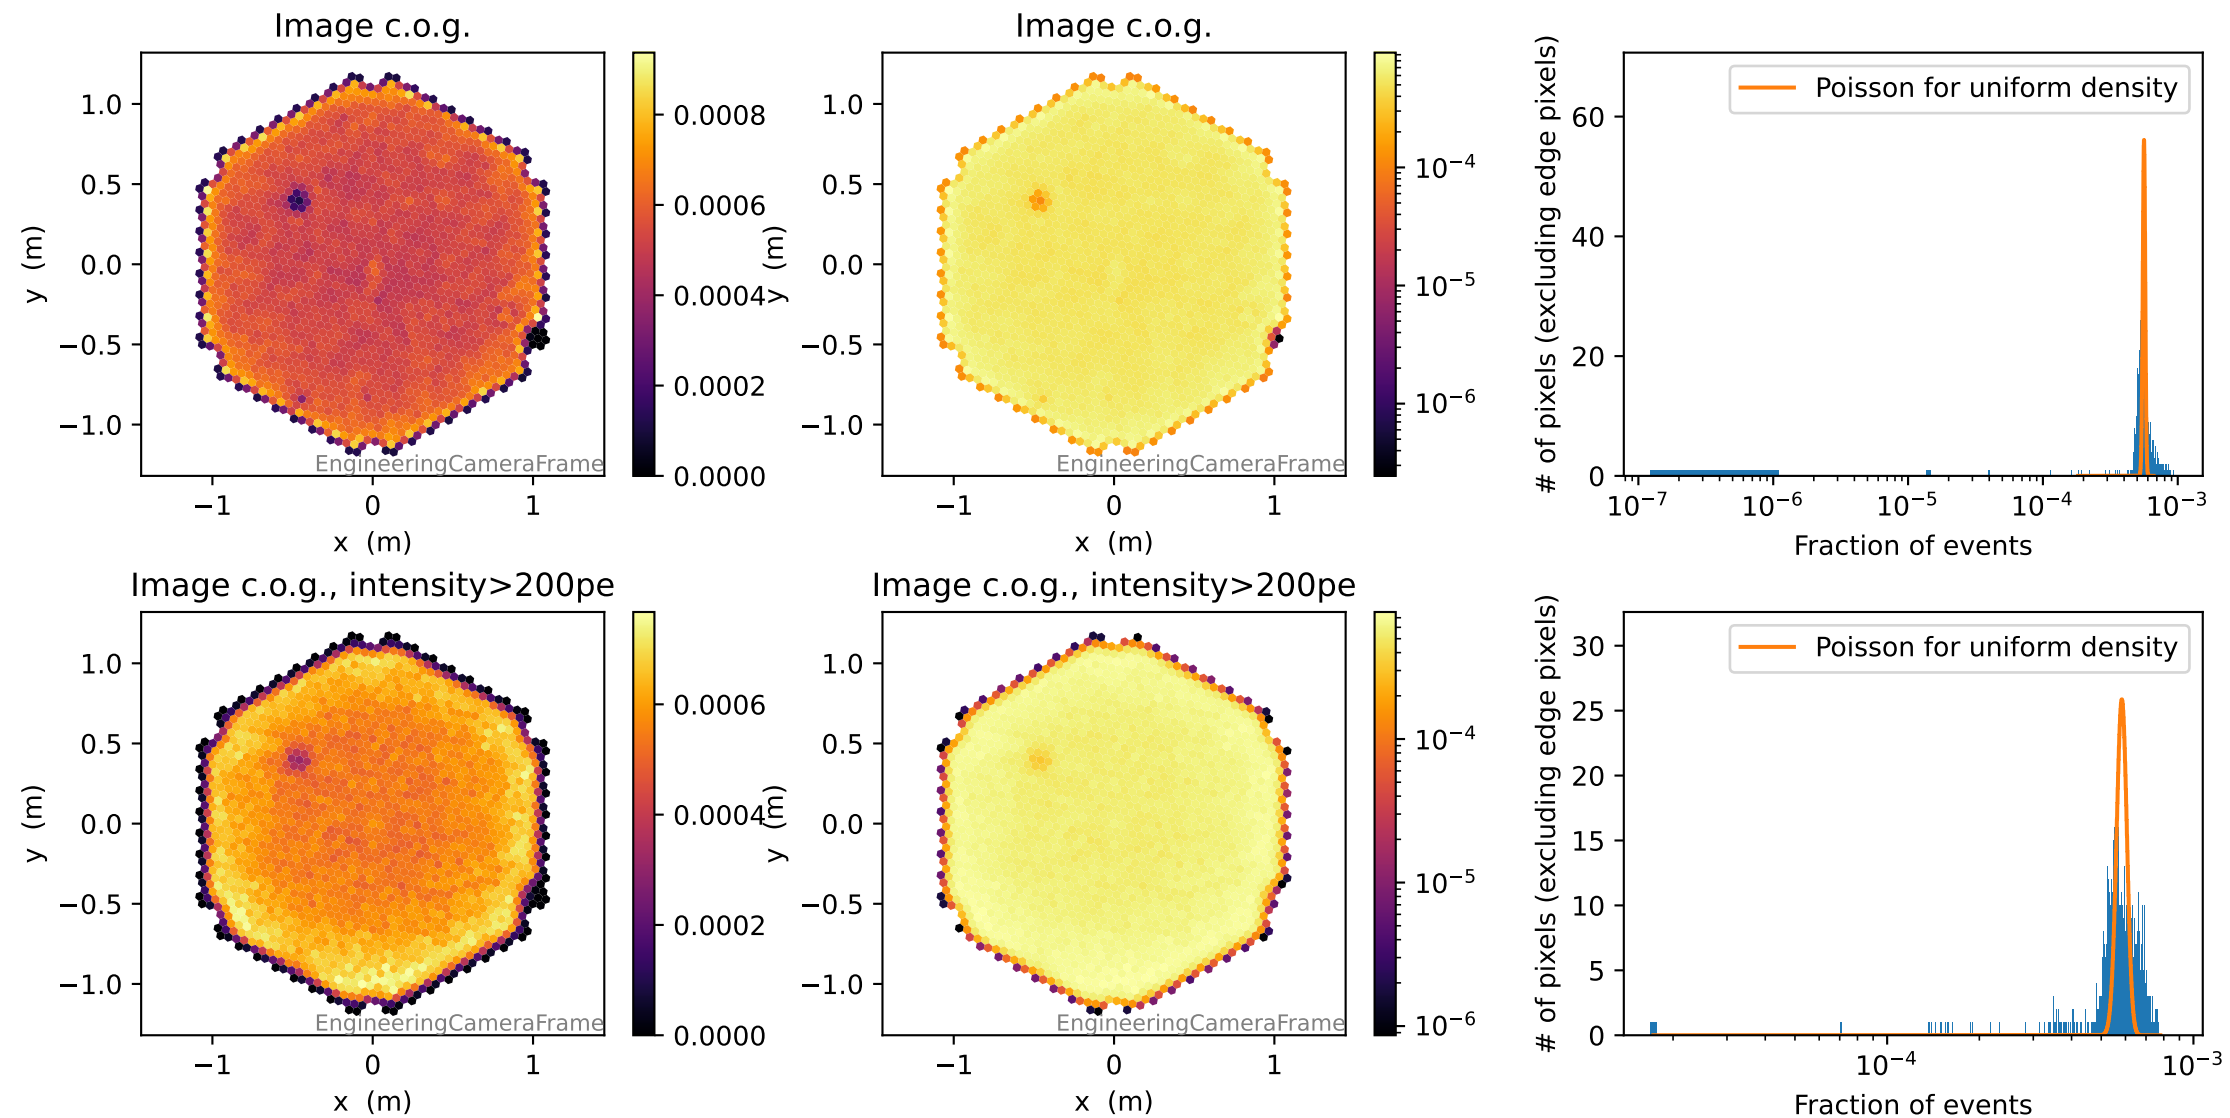 Image c.o.g.
1.0
0.5
0.0
−0.5
−1.0
y (m)
EngineeringCameraFrame
−1
0
1
x (m)
0.0008
0.0006
0.0004
0.0002
0.0000
Image c.o.g.
1.0
0.5
0.0
−0.5
−1.0
y (m)
EngineeringCameraFrame
−1
0
1
x (m)
10⁻⁴
10⁻⁵
10⁻⁶
# of pixels (excluding edge pixels)
60
40
20
0
Poisson for uniform density
10⁻⁷
10⁻⁶
10⁻⁵
10⁻⁴
10⁻³
Fraction of events
Image c.o.g., intensity>200pe
1.0
0.5
0.0
−0.5
−1.0
y (m)
EngineeringCameraFrame
−1
0
1
x (m)
0.0006
0.0004
0.0002
0.0000
Image c.o.g., intensity>200pe
1.0
0.5
0.0
−0.5
−1.0
y (m)
EngineeringCameraFrame
−1
0
1
x (m)
10⁻⁴
10⁻⁵
10⁻⁶
# of pixels (excluding edge pixels)
30
25
20
15
10
5
0
Poisson for uniform density
10⁻⁴
10⁻³
Fraction of events